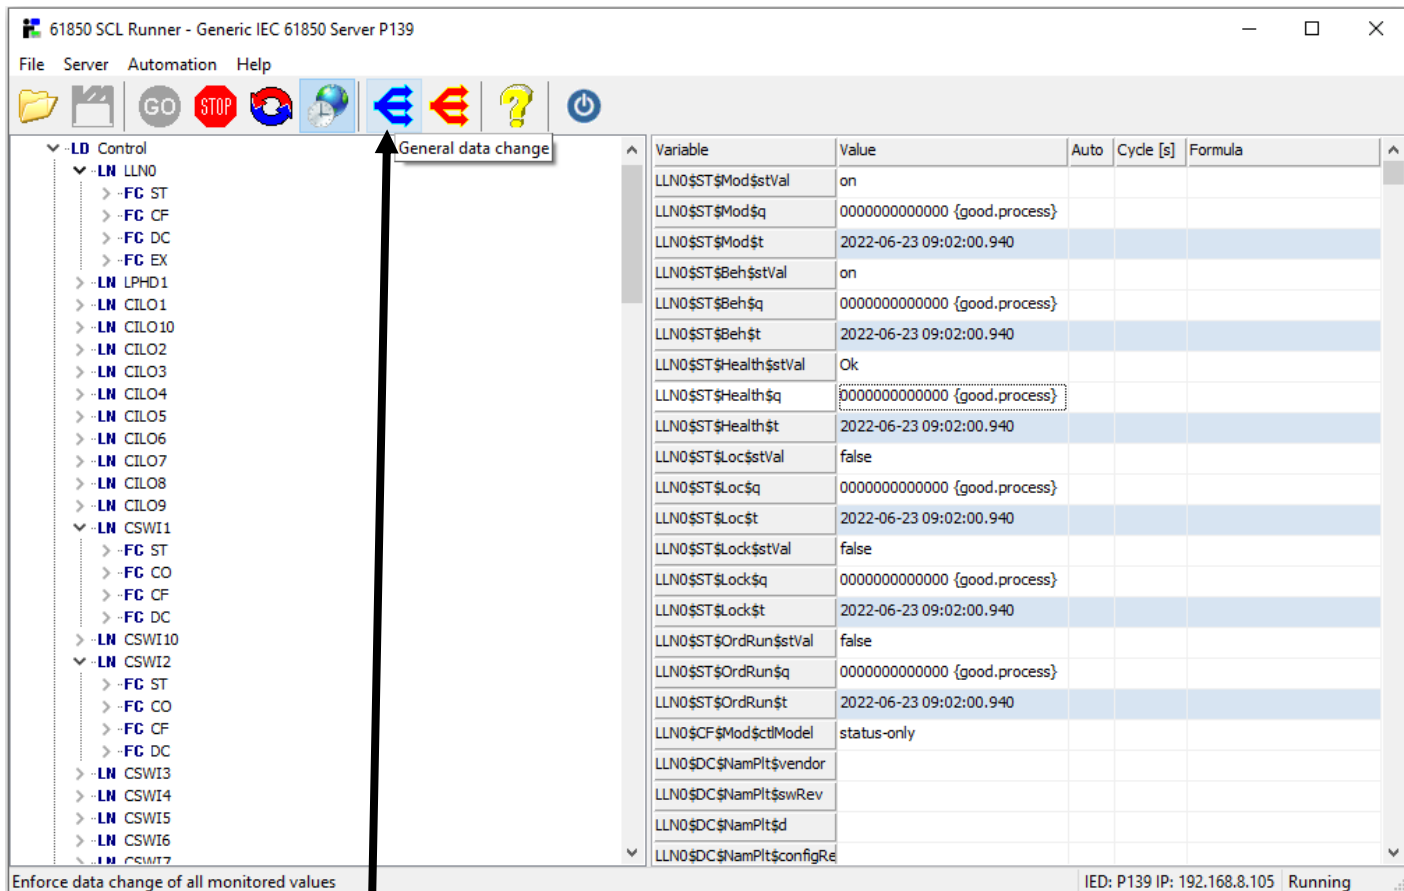 61850 SCL Runner - Generic IEC 61850 Server P139
File Server Automation Help
GO STOP ?
General data change
LD Control
LN LLN0
FC ST
FC CF
FC DC
FC EX
LN LPHD1
LN CILO1
LN CILO10
LN CILO2
LN CILO3
LN CILO4
LN CILO5
LN CILO6
LN CILO7
LN CILO8
LN CILO9
LN CSWI1
FC ST
FC CO
FC CF
FC DC
LN CSWI10
LN CSWI2
FC ST
FC CO
FC CF
FC DC
LN CSWI3
LN CSWI4
LN CSWI5
LN CSWI6
LN CSWI7
Variable Value Auto Cycle [s] Formula
LLN0$ST$Mod$stVal on
LLN0$ST$Mod$q 0000000000000 {good.process}
LLN0$ST$Mod$t 2022-06-23 09:02:00.940
LLN0$ST$Beh$stVal on
LLN0$ST$Beh$q 0000000000000 {good.process}
LLN0$ST$Beh$t 2022-06-23 09:02:00.940
LLN0$ST$Health$stVal Ok
LLN0$ST$Health$q 0000000000000 {good.process}
LLN0$ST$Health$t 2022-06-23 09:02:00.940
LLN0$ST$Loc$stVal false
LLN0$ST$Loc$q 0000000000000 {good.process}
LLN0$ST$Loc$t 2022-06-23 09:02:00.940
LLN0$ST$Lock$stVal false
LLN0$ST$Lock$q 0000000000000 {good.process}
LLN0$ST$Lock$t 2022-06-23 09:02:00.940
LLN0$ST$OrdRun$stVal false
LLN0$ST$OrdRun$q 0000000000000 {good.process}
LLN0$ST$OrdRun$t 2022-06-23 09:02:00.940
LLN0$CF$Mod$ctlModel status-only
LLN0$DC$NamPlt$vendor
LLN0$DC$NamPlt$swRev
LLN0$DC$NamPlt$d
LLN0$DC$NamPlt$configRe
Enforce data change of all monitored values IED: P139 IP: 192.168.8.105 Running